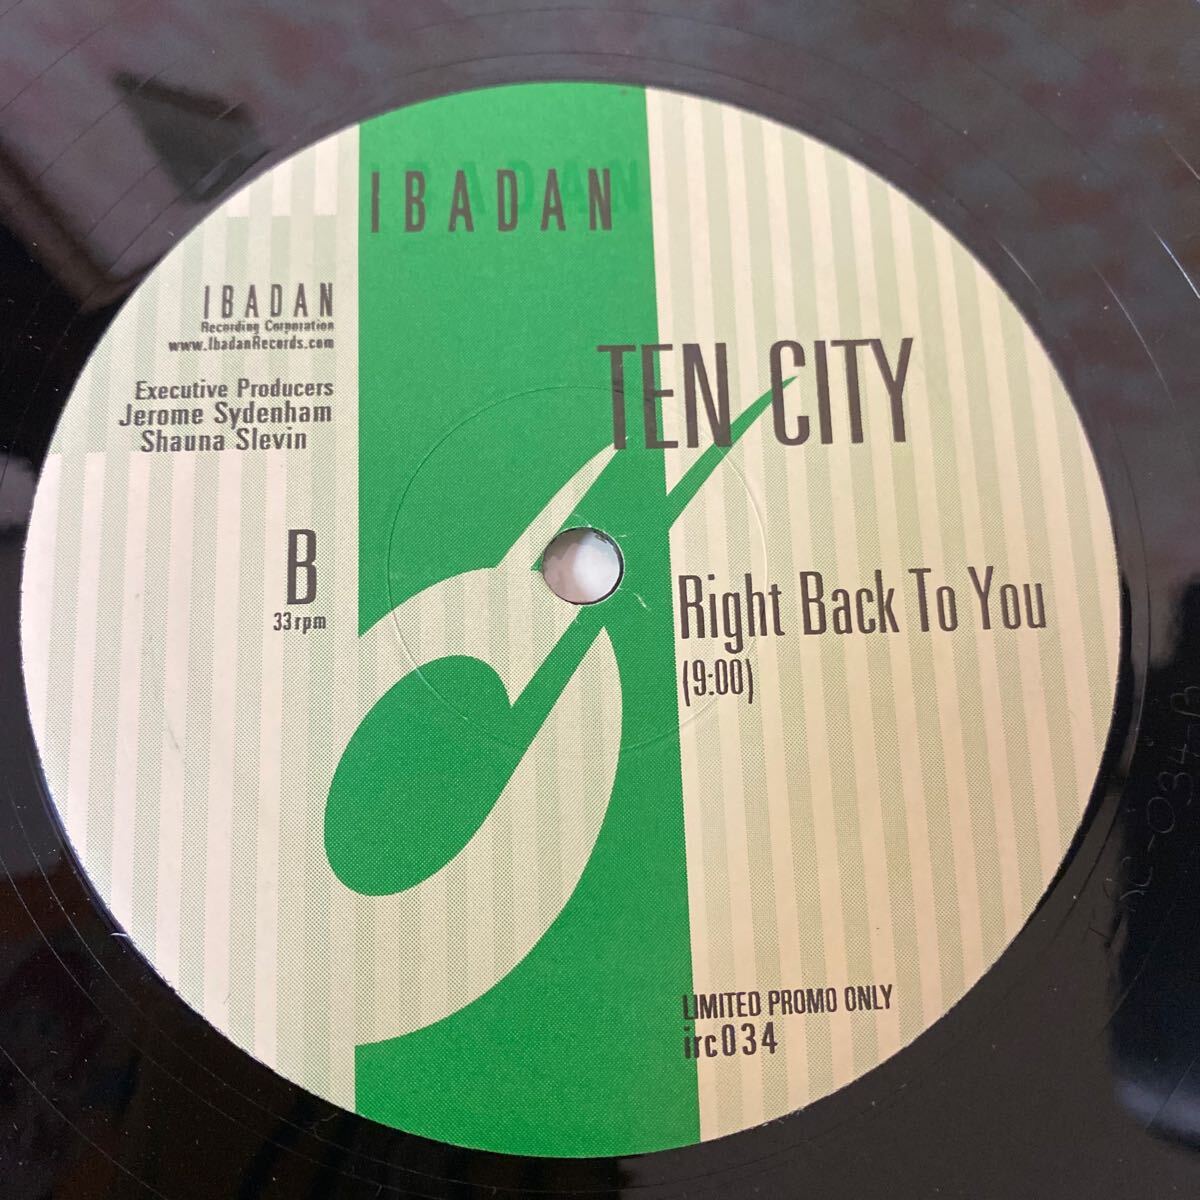 IBADAN
IBADAN
Recording Corporation
www.IbadanRecords.com
Executive Producers
Jerome Sydenham
Shauna Slevin
B
33rpm
TEN CITY
Right Back To You
(9:00)
LIMITED PROMO ONLY
irc034